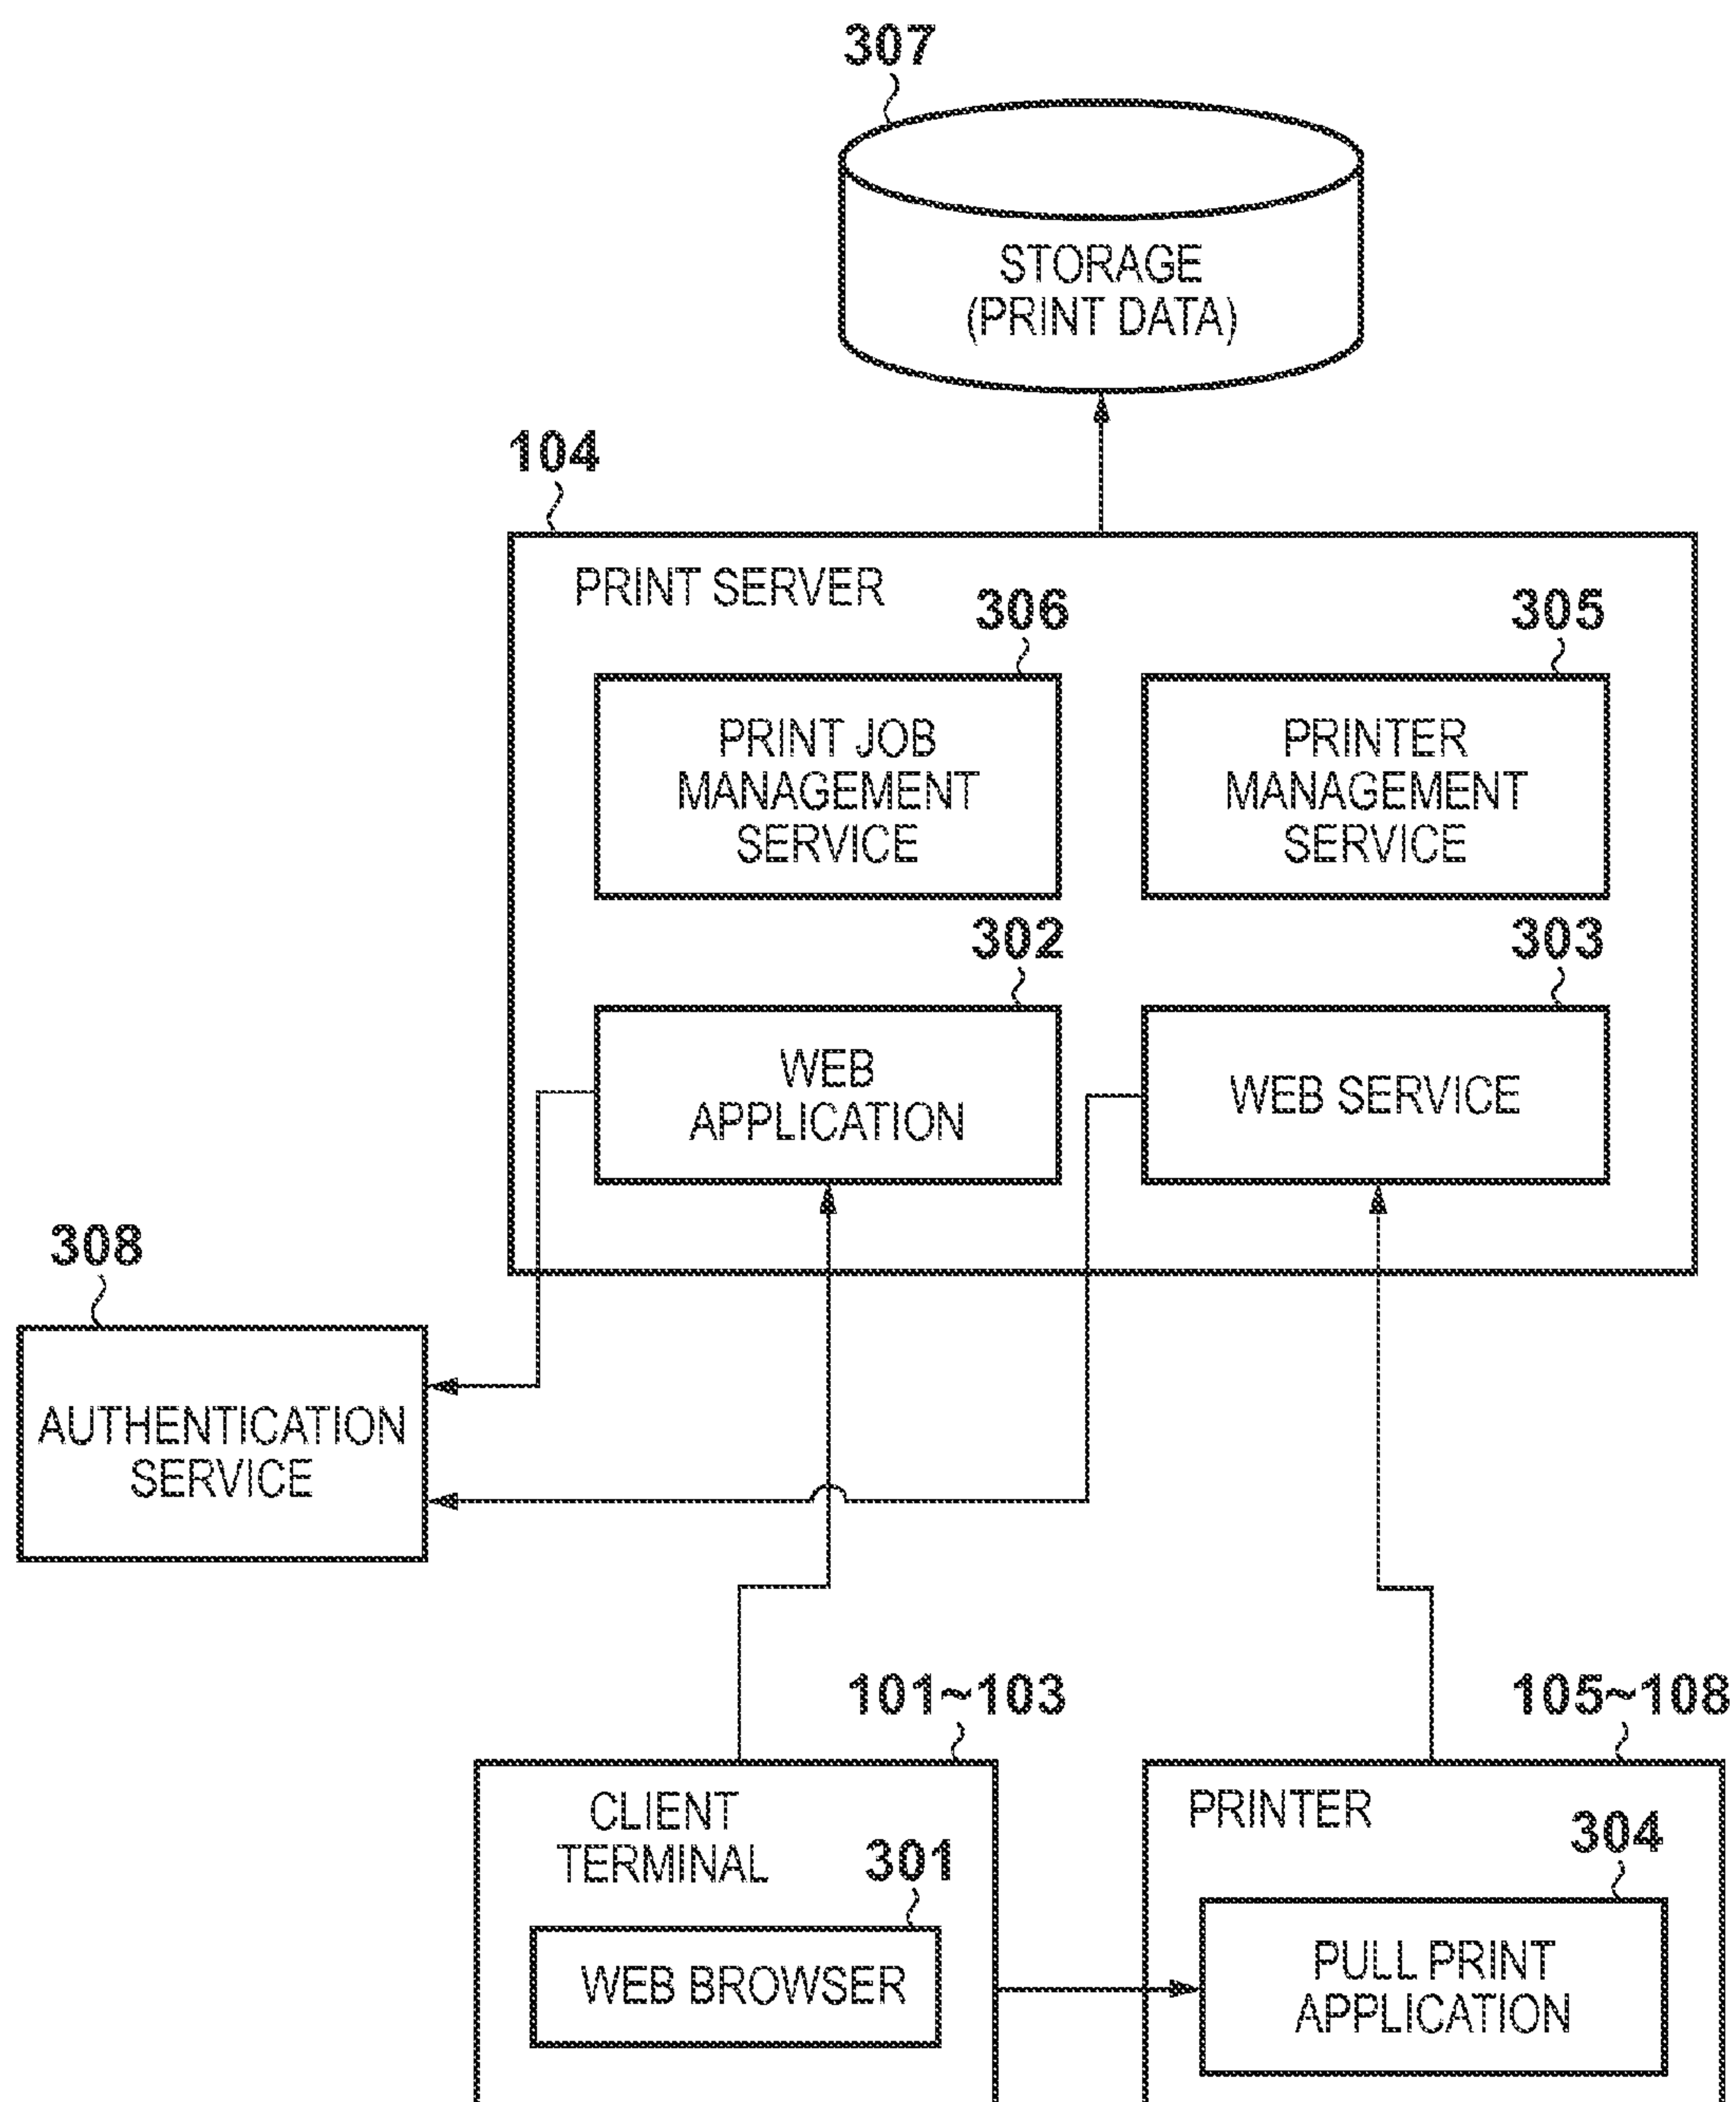 307
STORAGE
(PRINT DATA)
104
PRINT SERVER
306
305
PRINT JOB
MANAGEMENT
SERVICE
PRINTER
MANAGEMENT
SERVICE
302
303
WEB
APPLICATION
WEB SERVICE
308
AUTHENTICATION
SERVICE
101~103
105~108
CLIENT
TERMINAL
301
WEB BROWSER
PRINTER
304
PULL PRINT
APPLICATION